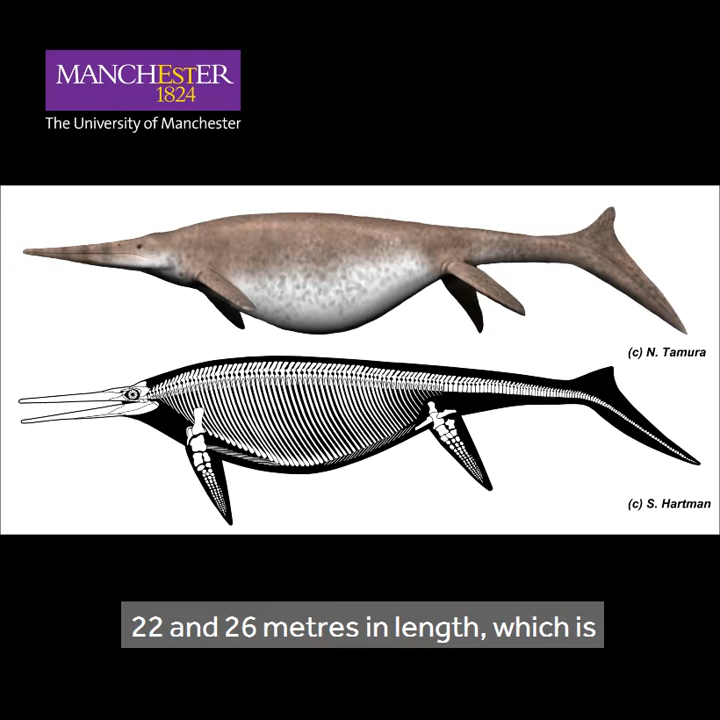 MANCHESTER
1824
The University of Manchester
(c) N. Tamura
(c) S. Hartman
22 and 26 metres in length, which is